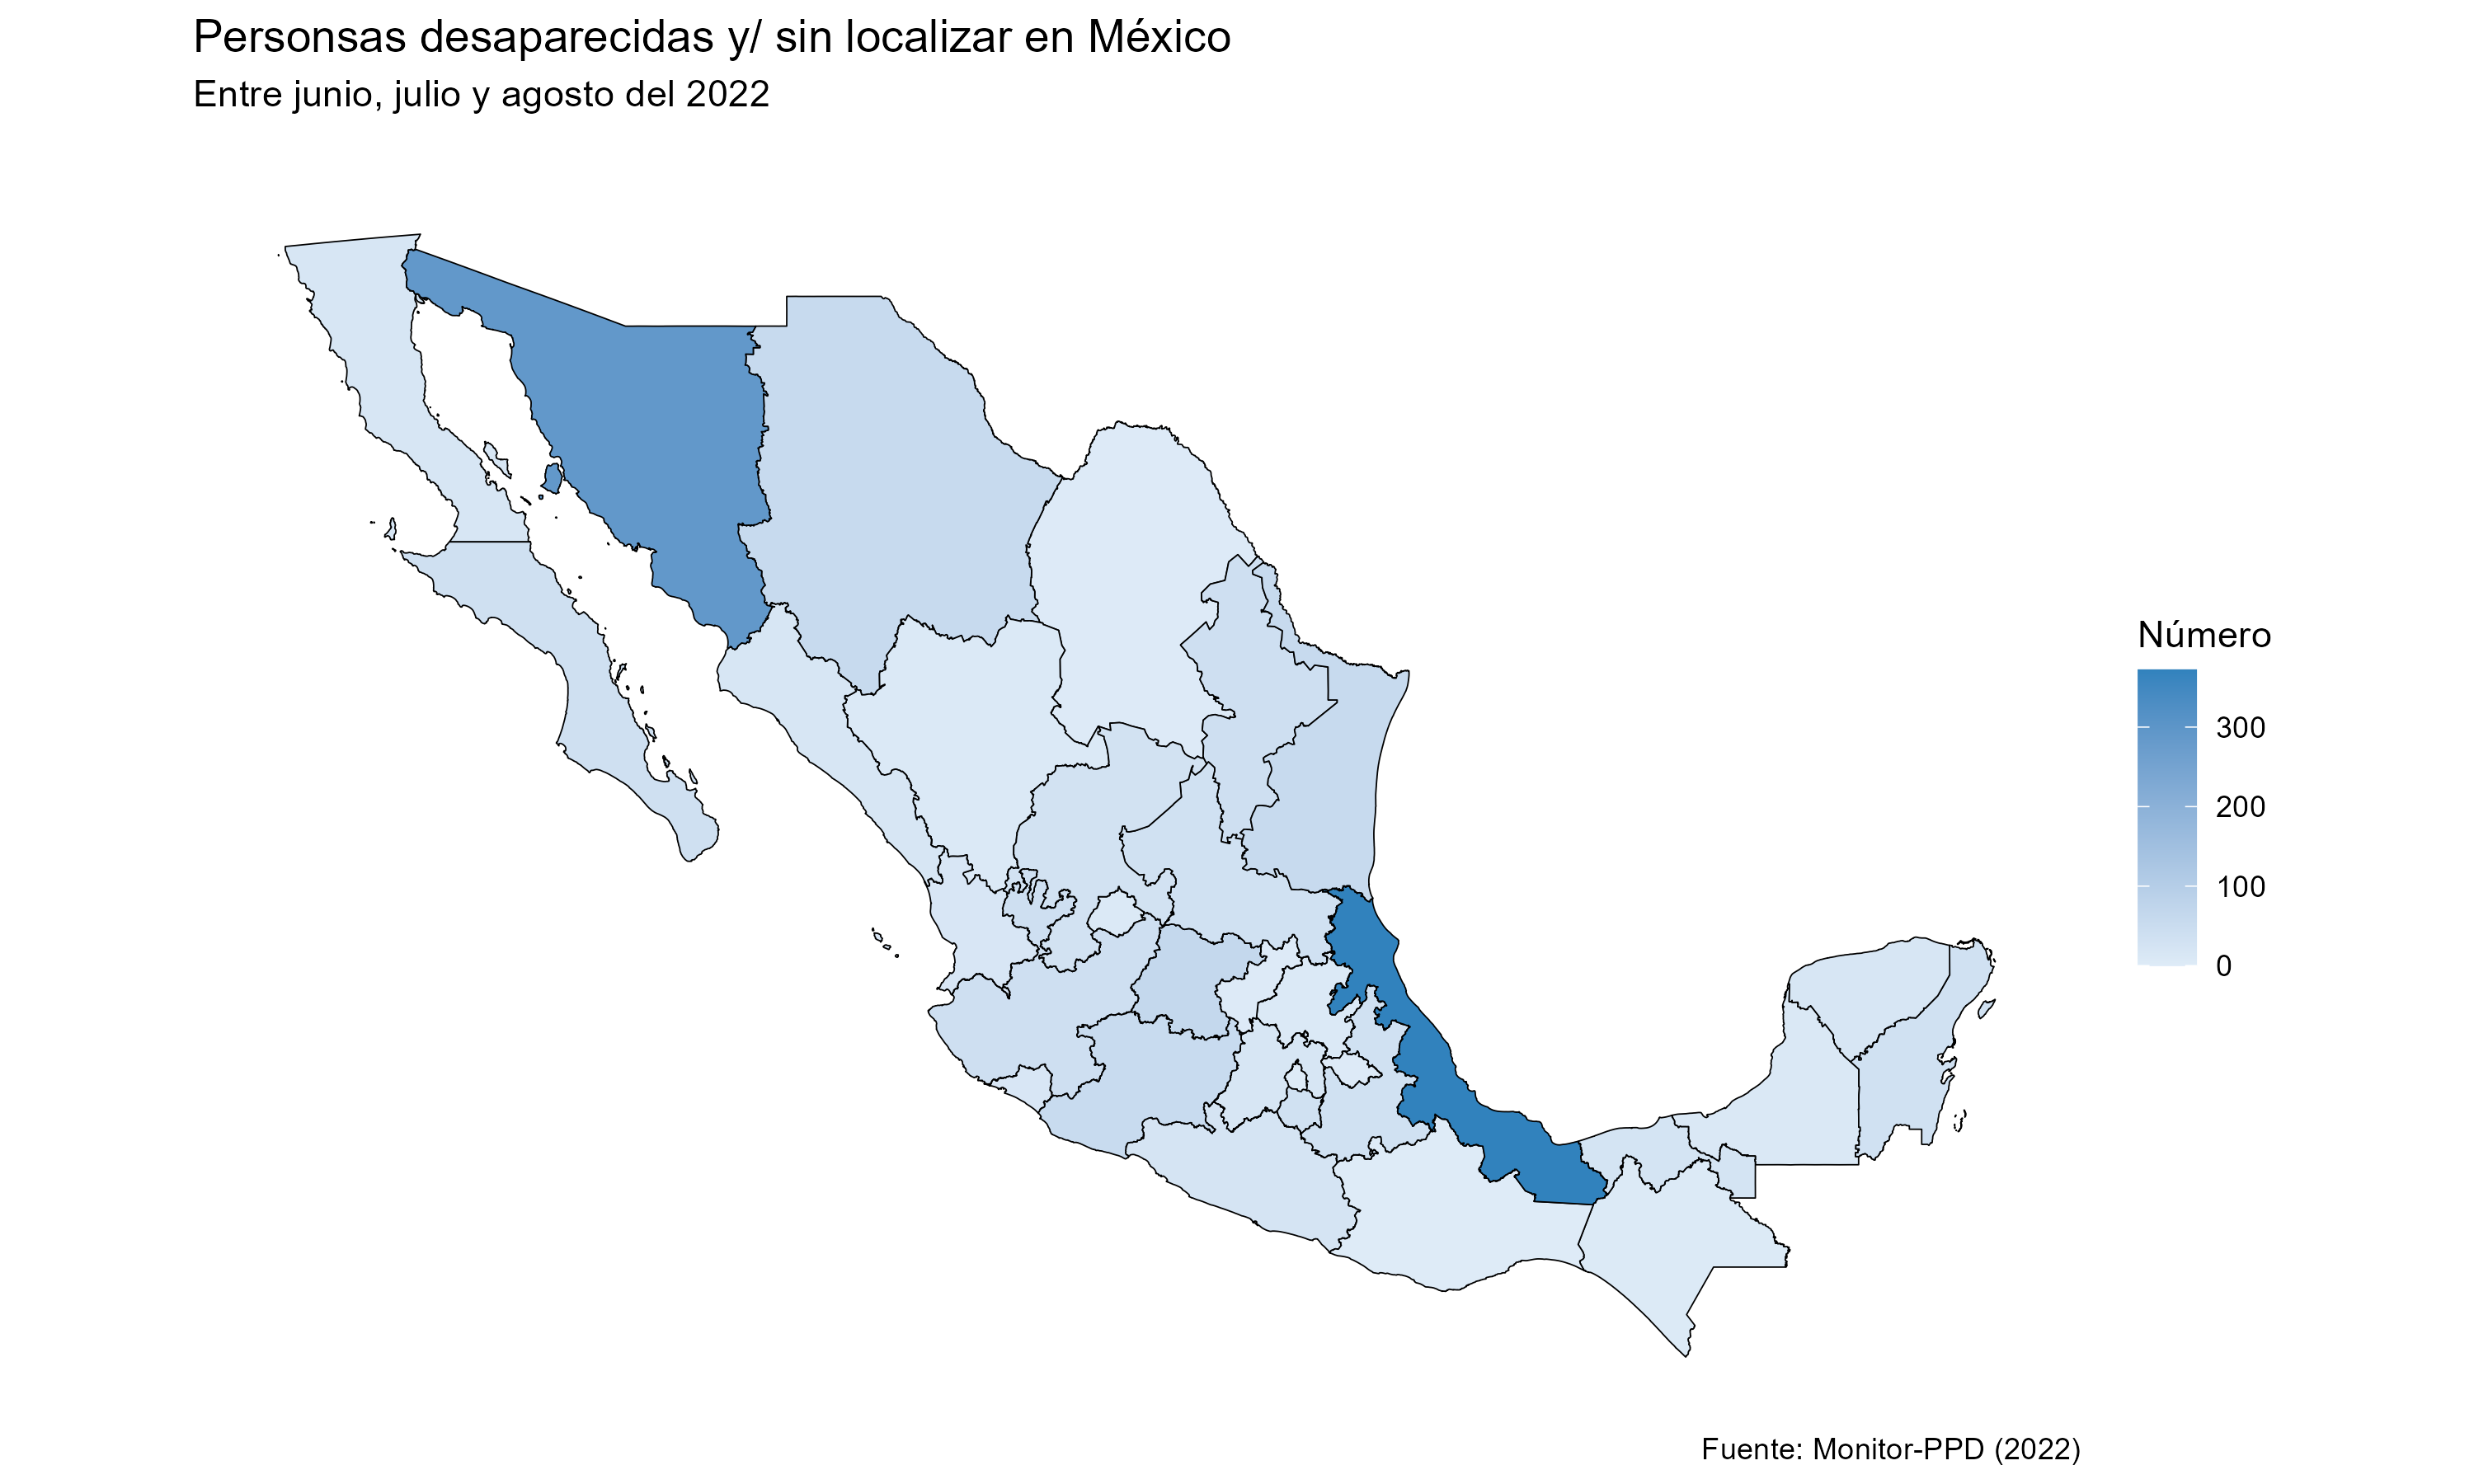 Personsas desaparecidas y/ sin localizar en México
Entre junio, julio y agosto del 2022
Número
300
200
100
0
Fuente: Monitor-PPD (2022)